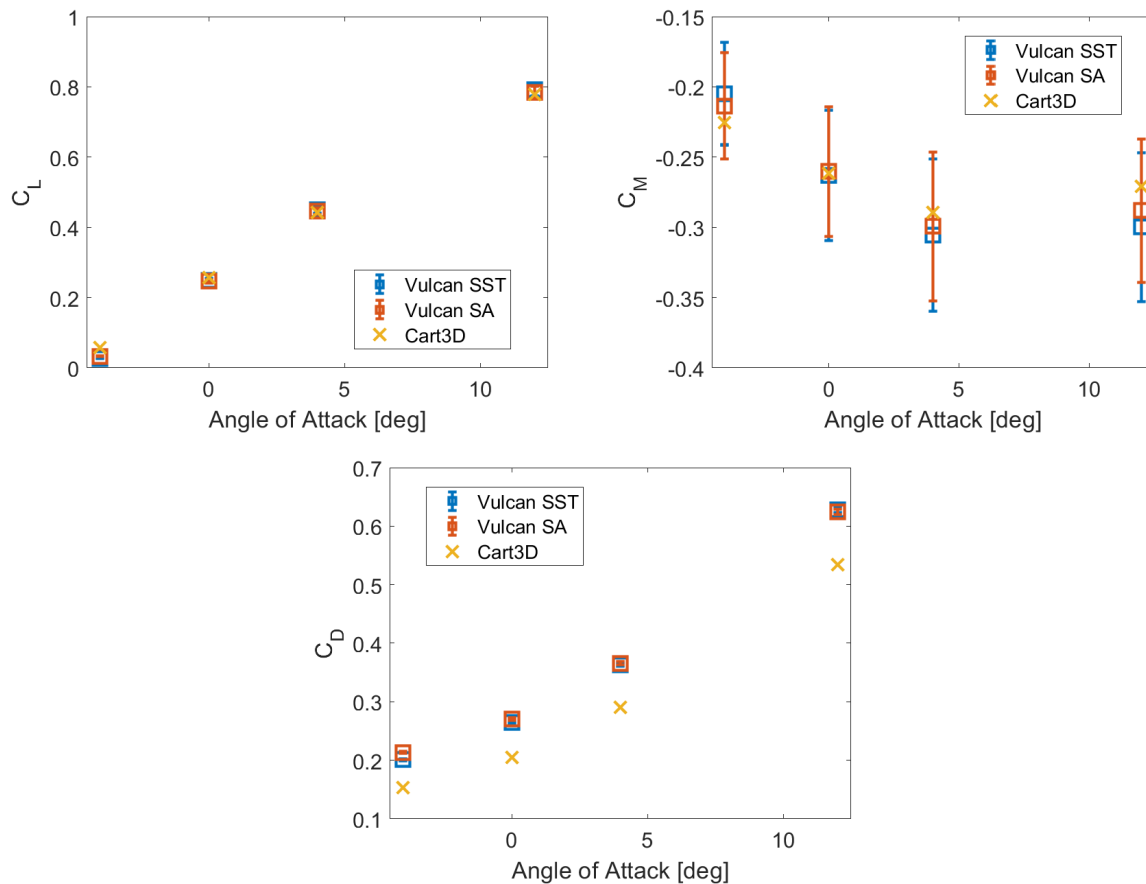 1
0.8
0.6
0.4
0.2
0
C_L
0
5
10
Angle of Attack [deg]
Vulcan SST
Vulcan SA
Cart3D
-0.15
-0.2
-0.25
-0.3
-0.35
-0.4
C_M
0
5
10
Angle of Attack [deg]
Vulcan SST
Vulcan SA
Cart3D
0.7
0.6
0.5
0.4
0.3
0.2
0.1
C_D
0
5
10
Angle of Attack [deg]
Vulcan SST
Vulcan SA
Cart3D